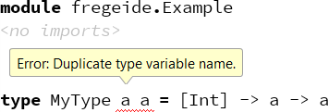 module fregeide.Example
<no imports>
Error: Duplicate type variable name.
type MyType a a = [Int] -> a -> a